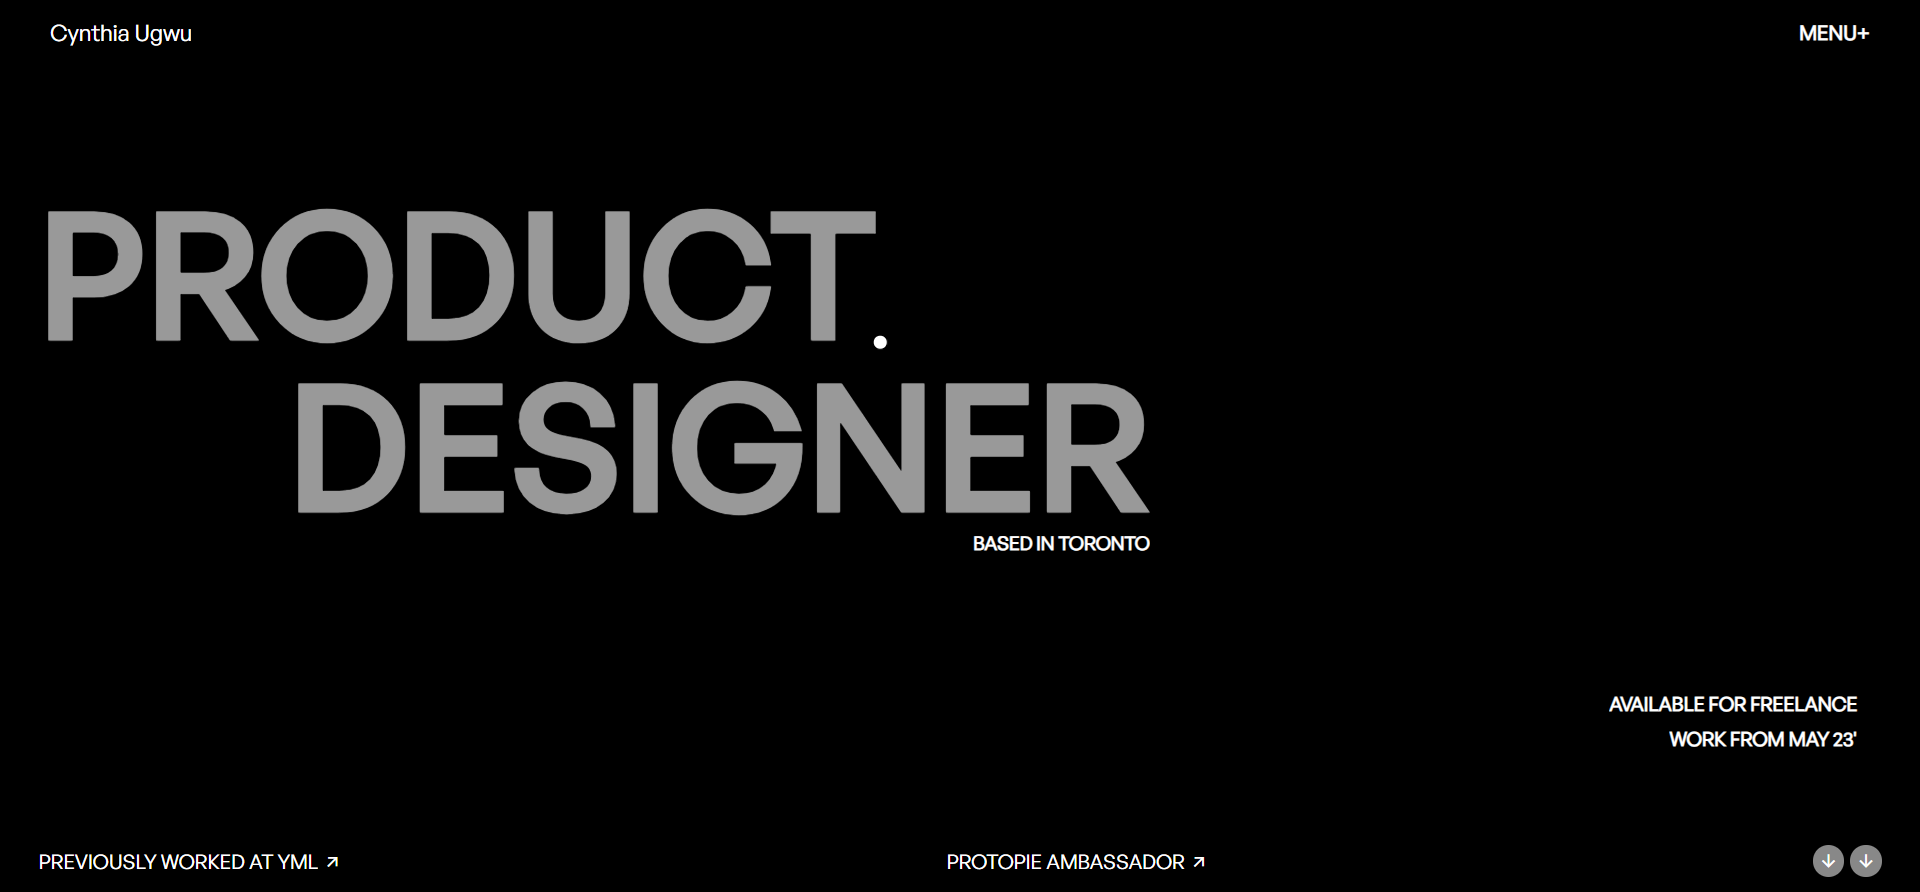 Cynthia Ugwu
MENU+
PRODUCT
DESIGNER
BASED IN TORONTO
AVAILABLE FOR FREELANCE
WORK FROM MAY 23'
PREVIOUSLY WORKED AT YML
PROTOPIE AMBASSADOR